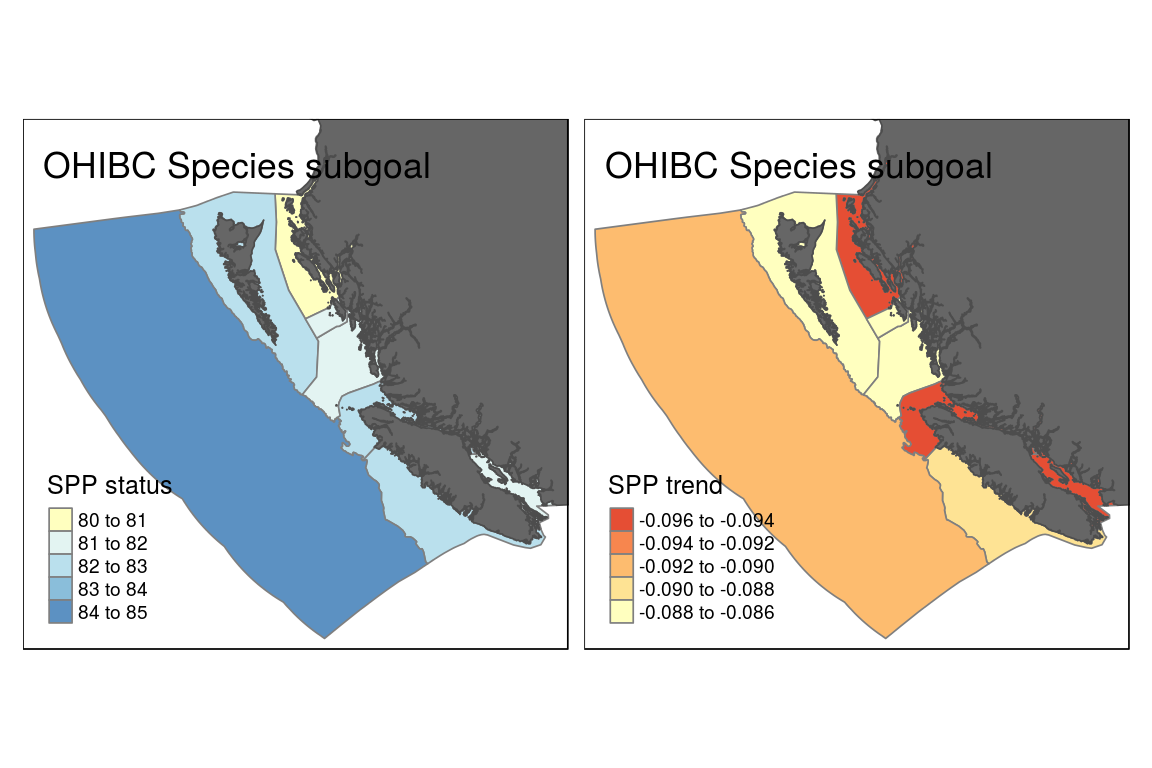 OHIBC Species subgoal
SPP status
80 to 81
81 to 82
82 to 83
83 to 84
84 to 85
OHIBC Species subgoal
SPP trend
-0.096 to -0.094
-0.094 to -0.092
-0.092 to -0.090
-0.090 to -0.088
-0.088 to -0.086